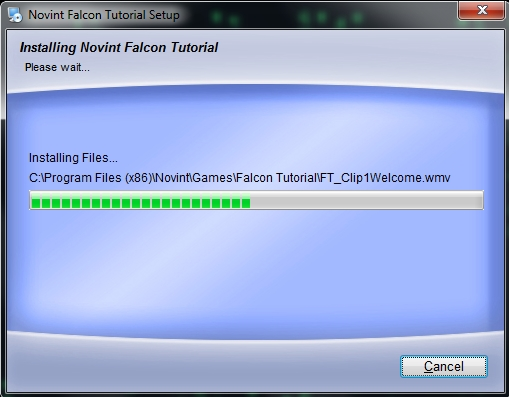 Novint Falcon Tutorial Setup
Installing Novint Falcon Tutorial
Please wait...
Installing Files...
C:\Program Files (x86)\Novint\Games\Falcon Tutorial\FT_Clip1Welcome.wmv
Cancel